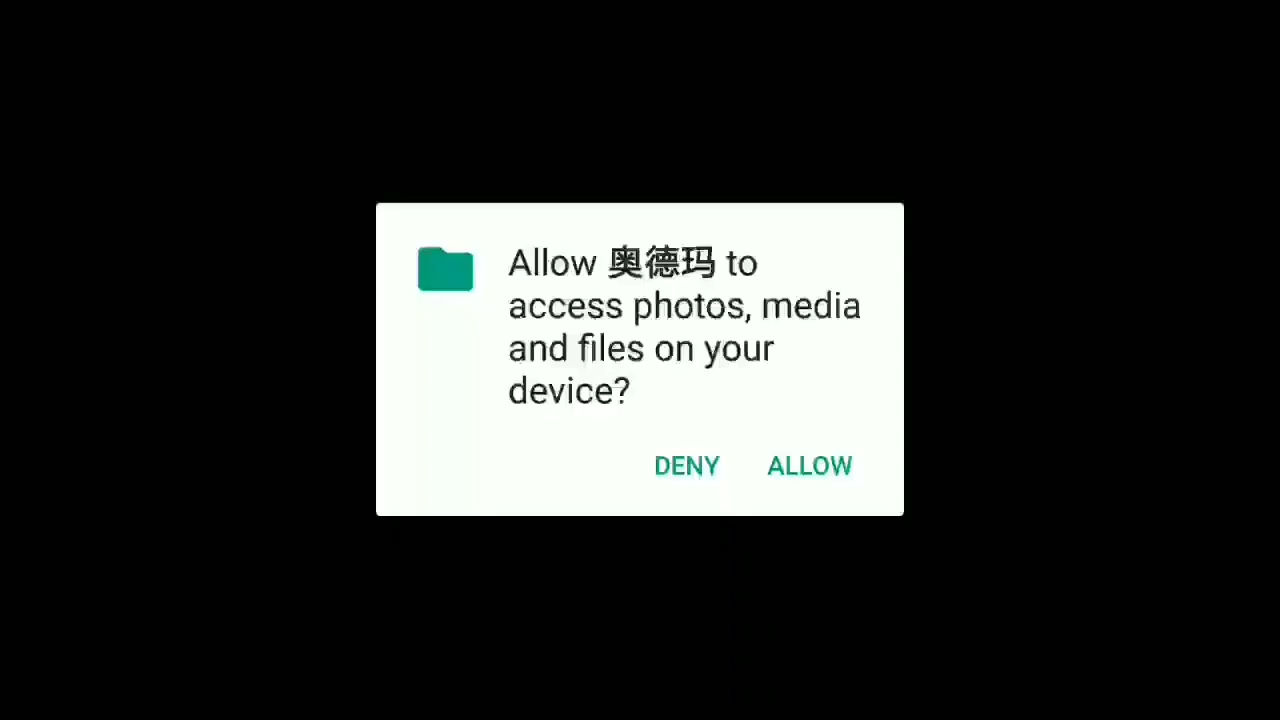 Allow 奥德玛 to
access photos, media
and files on your
device?
DENY ALLOW